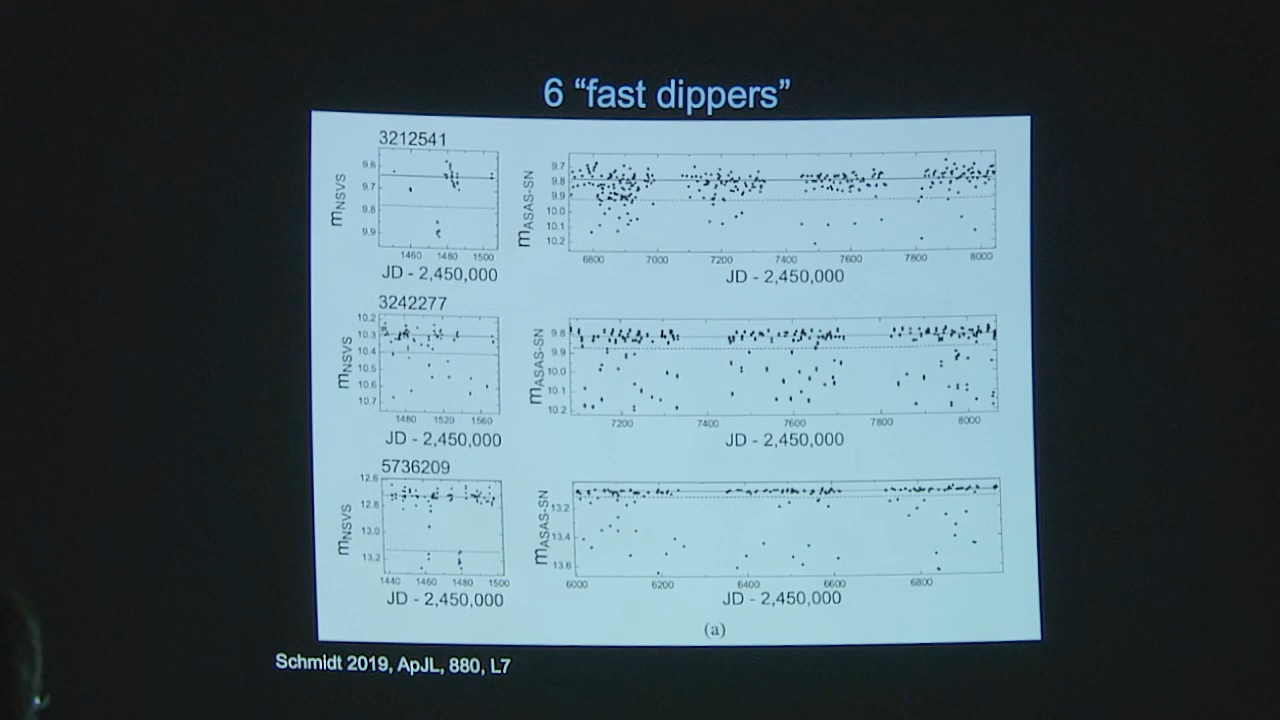 6 “fast dippers”
3212541
mNSVS
9.6
9.7
9.8
9.9
1460 1480 1500
JD - 2,450,000
mASAS-SN
9.7
9.8
9.9
10.0
10.1
10.2
6800 7000 7200 7400 7600 7800 8000
JD - 2,450,000
3242277
mNSVS
10.2
10.3
10.4
10.5
10.6
10.7
1480 1520 1560
JD - 2,450,000
mASAS-SN
9.8
9.9
10.0
10.1
10.2
7200 7400 7600 7800 8000
JD - 2,450,000
5736209
mNSVS
12.6
12.8
13.0
13.2
1440 1460 1480 1500
JD - 2,450,000
mASAS-SN
13.2
13.4
13.6
6000 6200 6400 6600 6800
JD - 2,450,000
(a)
Schmidt 2019, ApJL, 880, L7